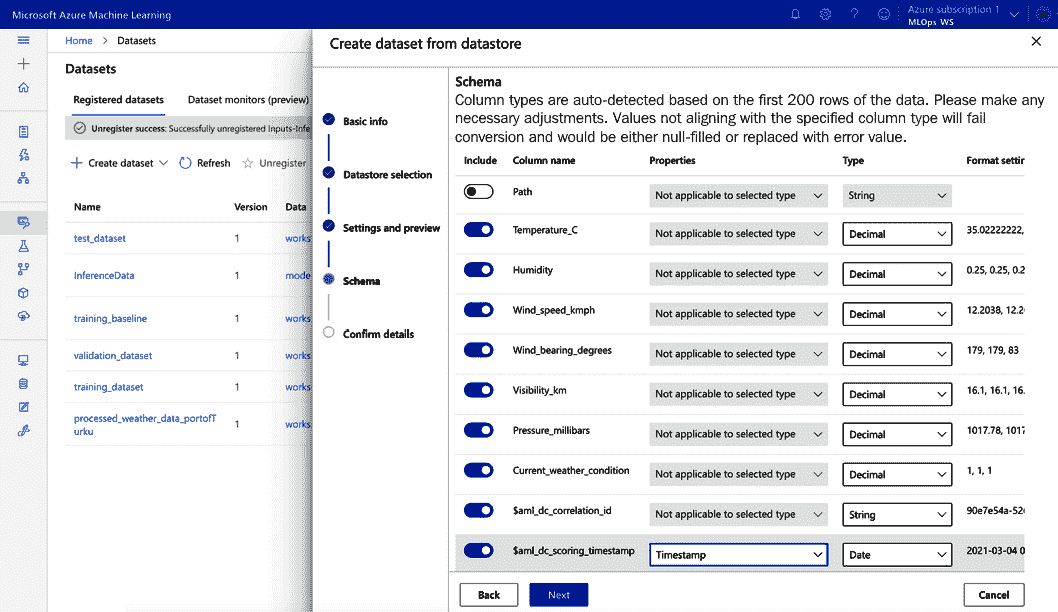 Microsoft Azure Machine Learning
Azure subscription 1
MLOps_WS
Home > Datasets
Datasets
Registered datasets
Dataset monitors (preview)
Unregister success: Successfully unregistered Inputs-Infe
Create dataset
Refresh
Unregister
Name
Version
Data
test_dataset
1
works
InferenceData
1
mode
training_baseline
1
works
validation_dataset
1
works
training_dataset
1
works
processed_weather_data_portofT
urku
1
works
Create dataset from datastore
Basic info
Datastore selection
Settings and preview
Schema
Confirm details
Schema
Column types are auto-detected based on the first 200 rows of the data. Please make any
necessary adjustments. Values not aligning with the specified column type will fail
conversion and would be either null-filled or replaced with error value.
Include
Column name
Properties
Type
Format settin
Path
Not applicable to selected type
String
Temperature_C
Not applicable to selected type
Decimal
35.02222222,
Humidity
Not applicable to selected type
Decimal
0.25, 0.25, 0.2
Wind_speed_kmph
Not applicable to selected type
Decimal
12.2038, 12.2
Wind_bearing_degrees
Not applicable to selected type
Decimal
179, 179, 83
Visibility_km
Not applicable to selected type
Decimal
16.1, 16.1, 16.
Pressure_millibars
Not applicable to selected type
Decimal
1017.78, 1017
Current_weather_condition
Not applicable to selected type
Decimal
1, 1, 1
$aml_dc_correlation_id
Not applicable to selected type
String
90e7e54a-52
$aml_dc_scoring_timestamp
Timestamp
Date
2021-03-04 0
Back
Next
Cancel